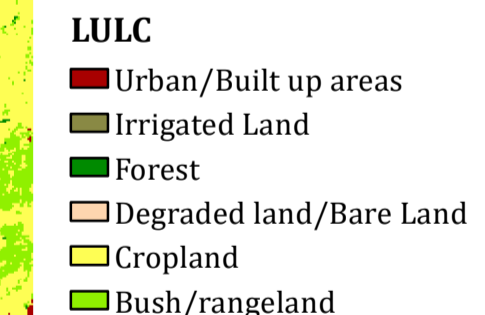 LULC
Urban/Built up areas
Irrigated Land
Forest
Degraded land/Bare Land
Cropland
Bush/rangeland